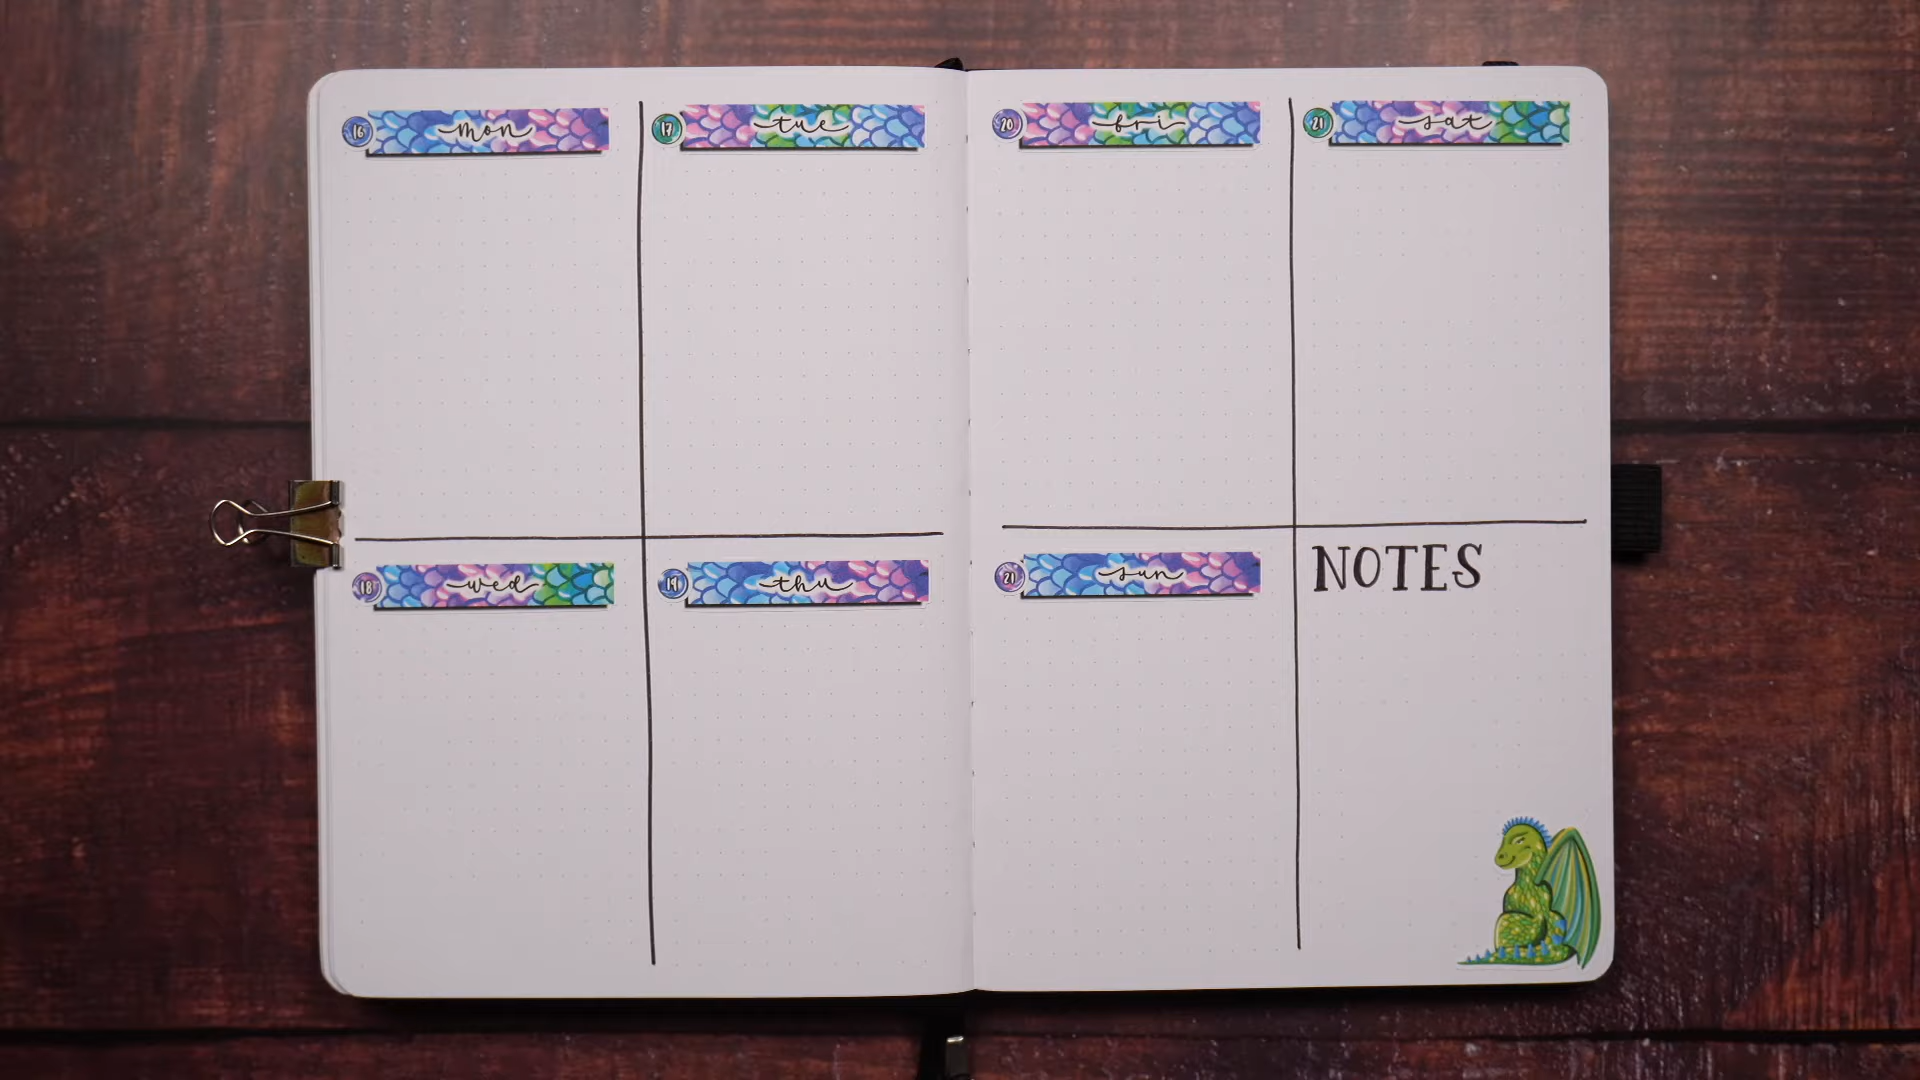 16 mon
17 tue
18 wed
19 thu
20 fri
21 sat
21 sun
NOTES